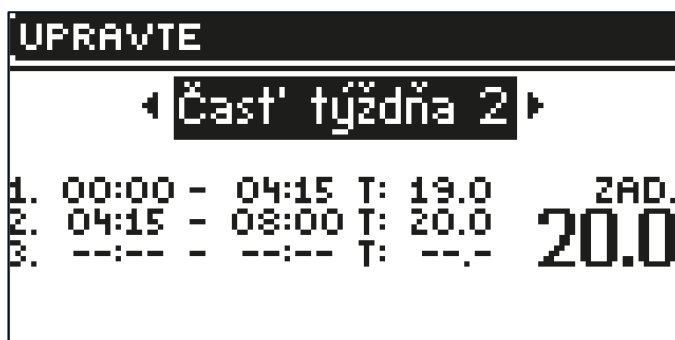 UPRAVTE
Časť týždňa 2
1. 00:00 - 04:15 T: 19.0 ZAD.
2. 04:15 - 08:00 T: 20.0 20.0
3. --:-- - --:-- T: --.-